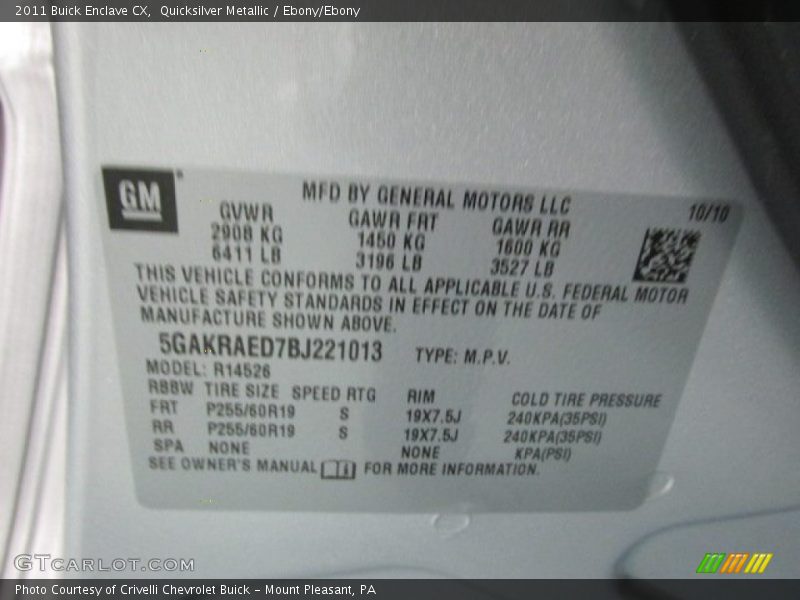 2011 Buick Enclave CX,  Quicksilver Metallic / Ebony/Ebony
GM
MFD BY GENERAL MOTORS LLC
10/10
GVWR GAWR FRT GAWR RR
2908 KG 1450 KG 1600 KG
6411 LB 3196 LB 3527 LB
THIS VEHICLE CONFORMS TO ALL APPLICABLE U.S. FEDERAL MOTOR
VEHICLE SAFETY STANDARDS IN EFFECT ON THE DATE OF
MANUFACTURE SHOWN ABOVE.
5GAKRAED7BJ221013 TYPE: M.P.V.
MODEL: R14526
RBBW TIRE SIZE SPEED RTG RIM COLD TIRE PRESSURE
FRT P255/60R19 S 19X7.5J 240KPA(35PSI)
RR P255/60R19 S 19X7.5J 240KPA(35PSI)
SPA NONE NONE KPA(PSI)
SEE OWNER'S MANUAL FOR MORE INFORMATION.
GTCARLOT.COM
Photo Courtesy of Crivelli Chevrolet Buick – Mount Pleasant, PA